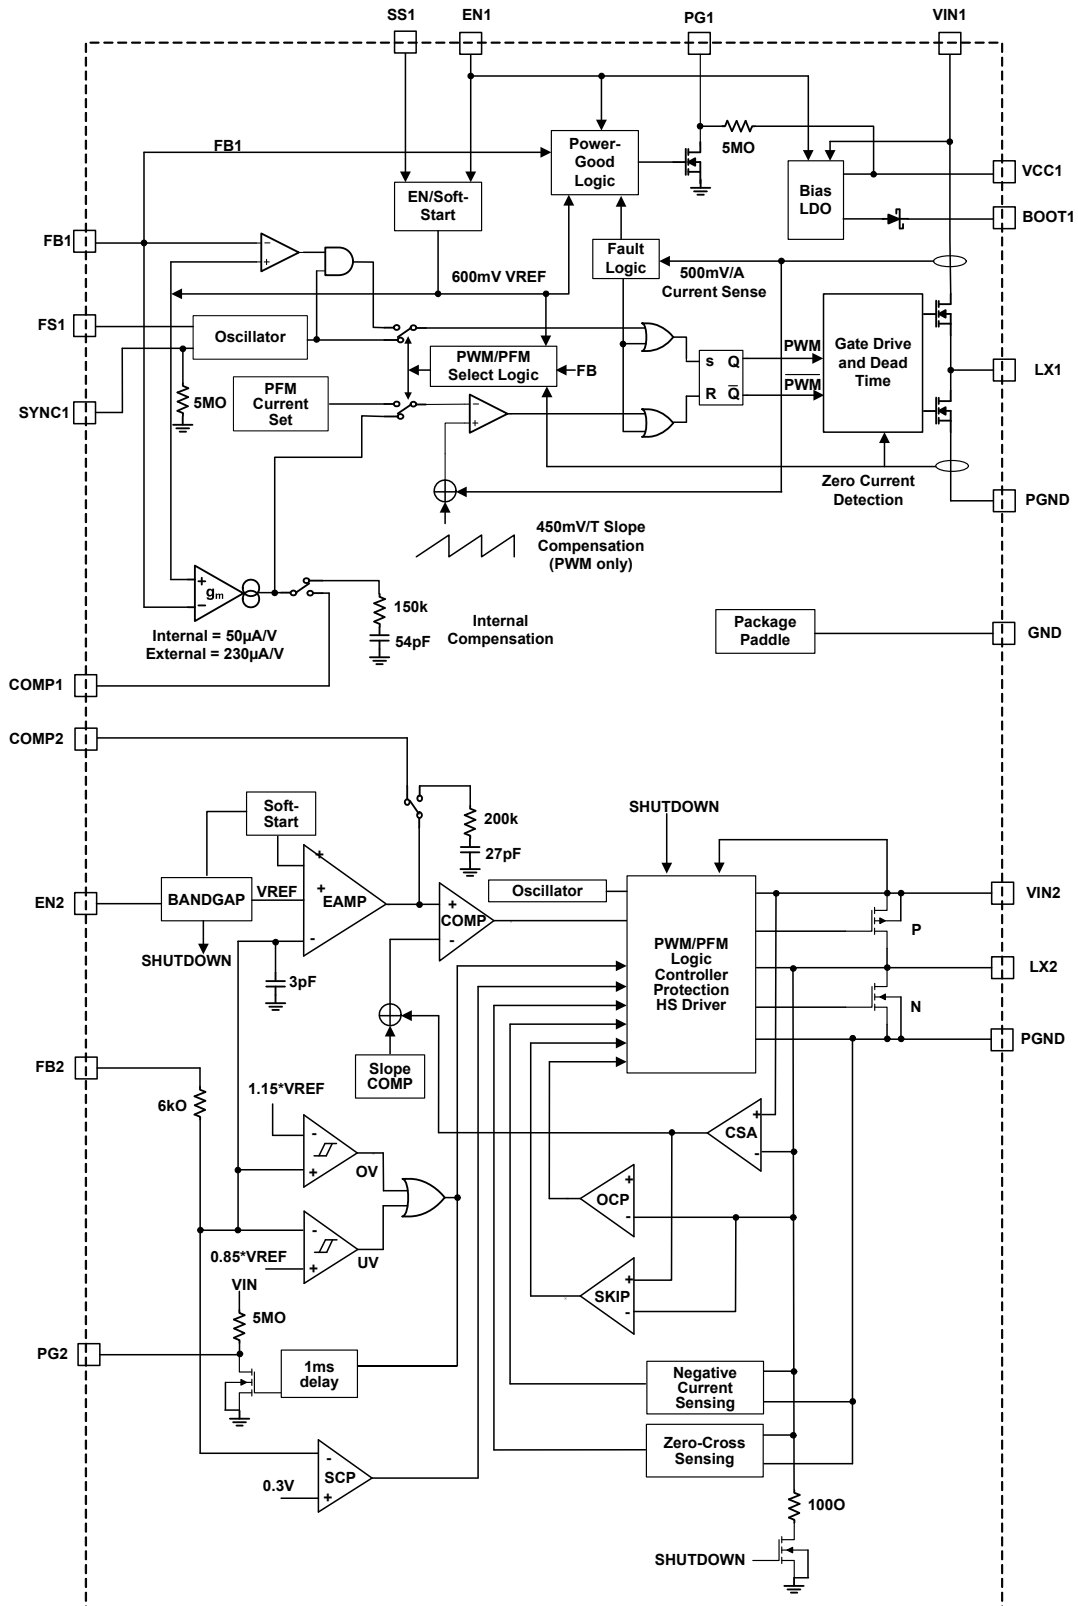 SS1
EN1
PG1
VIN1
FB1
Power-
Good
Logic
5MO
Bias
LDO
VCC1
BOOT1
EN/Soft-
Start
FB1
−
+
Fault
Logic
600mV VREF
500mV/A
Current Sense
FS1
Oscillator
PWM/PFM
Select Logic
FB
s Q
R Q
PWM
PWM
Gate Drive
and Dead
Time
LX1
SYNC1
5MO
PFM
Current
Set
−
+
Zero Current
Detection
PGND
450mV/T Slope
Compensation
(PWM only)
+
gm
−
150k
54pF
Internal
Compensation
Internal = 50µA/V
External = 230µA/V
Package
Paddle
GND
COMP1
COMP2
Soft-
Start
200k
27pF
SHUTDOWN
EN2
BANDGAP
VREF
+
+
EAMP
-
+
COMP
-
Oscillator
PWM/PFM
Logic
Controller
Protection
HS Driver
VIN2
P
LX2
N
PGND
SHUTDOWN
3pF
Slope
COMP
FB2
6kO
1.15*VREF
-
+
OV
-
+
UV
0.85*VREF
+
CSA
-
+
OCP
-
+
SKIP
-
VIN
5MO
PG2
1ms
delay
Negative
Current
Sensing
Zero-Cross
Sensing
-
SCP
+
0.3V
100O
SHUTDOWN